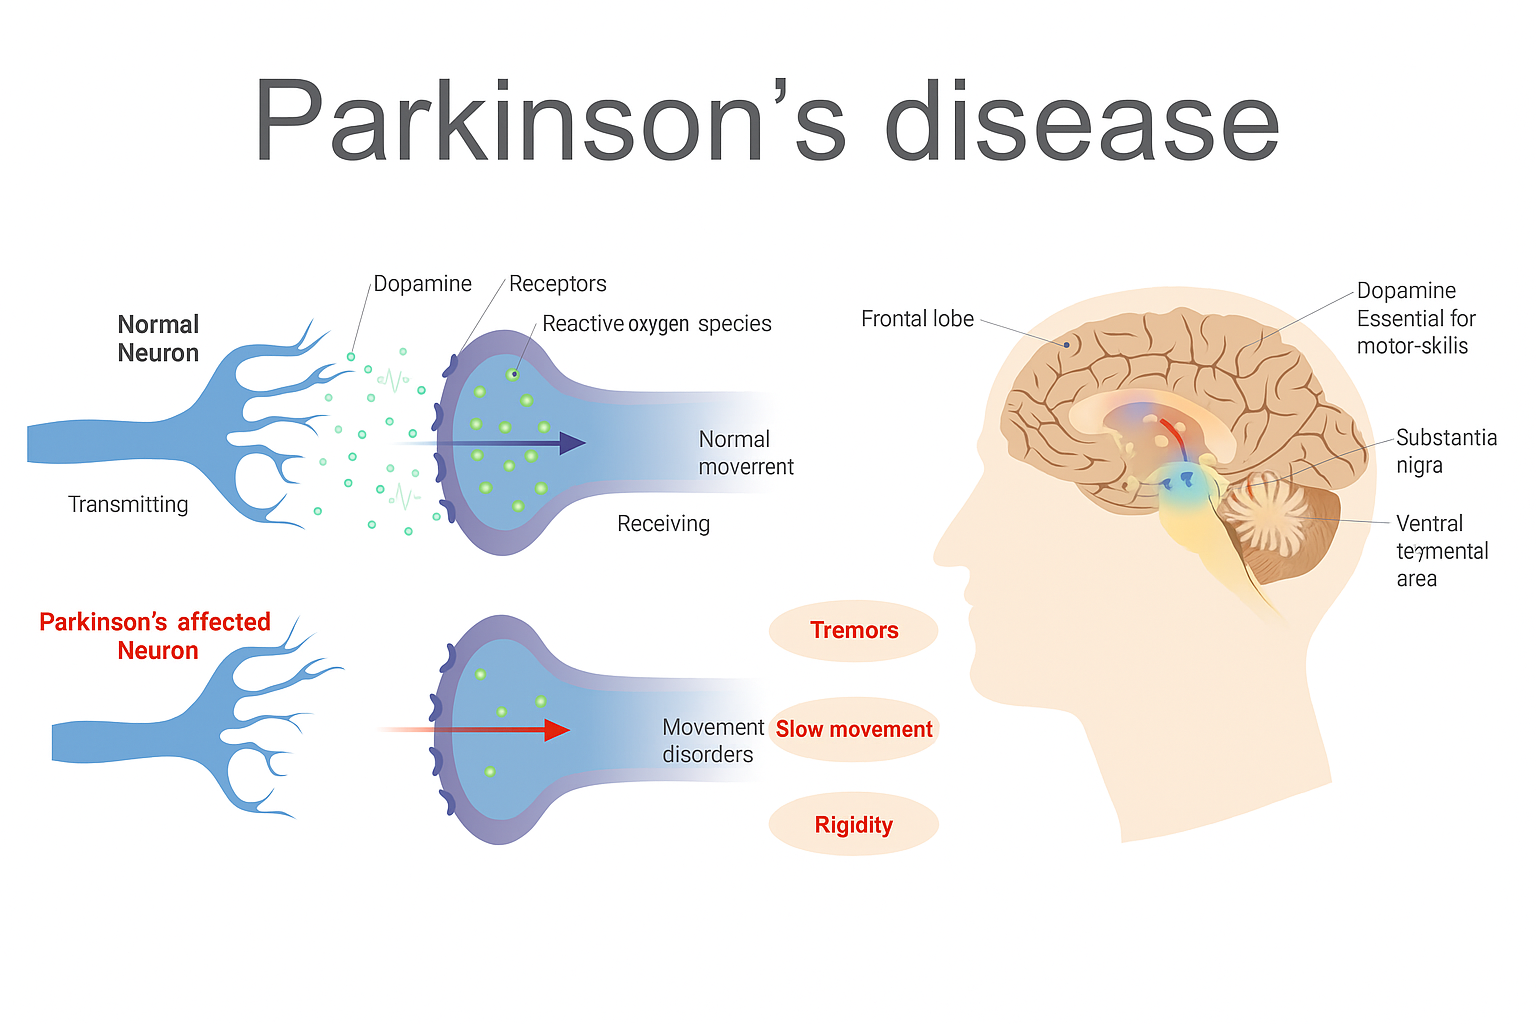 Parkinson’s disease
Dopamine
Receptors
Reactive oxygen species
Normal
Neuron
Transmitting
Normal
moverrent
Receiving
Parkinson’s affected
Neuron
Movement
disorders
Tremors
Slow movement
Rigidity
Frontal lobe
Dopamine
Essential for
motor-skilis
Substantia
nigra
Ventral
area